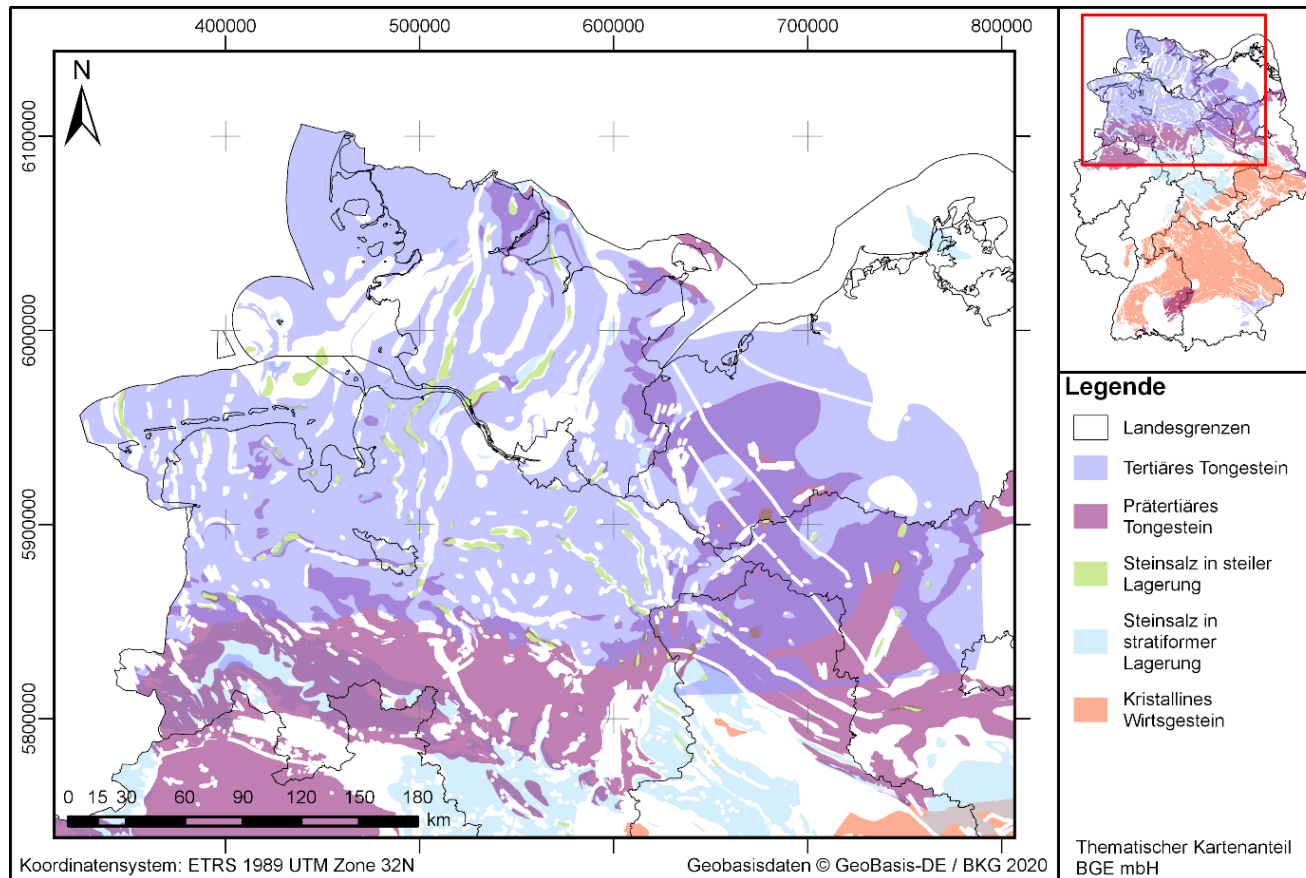 400000 500000 600000 700000 800000
N
6100000
6000000
5900000
5800000
0 15 30 60 90 120 150 180
km
Koordinatensystem: ETRS 1989 UTM Zone 32N
Geobasisdaten © GeoBasis-DE / BKG 2020
Legende
Landesgrenzen
Tertiäres Tongestein
Prätertiäres
Tongestein
Steinsalz in steiler
Lagerung
Steinsalz in
stratiformer
Lagerung
Kristallines
Wirtsgestein
Thematischer Kartenanteil
BGE mbH